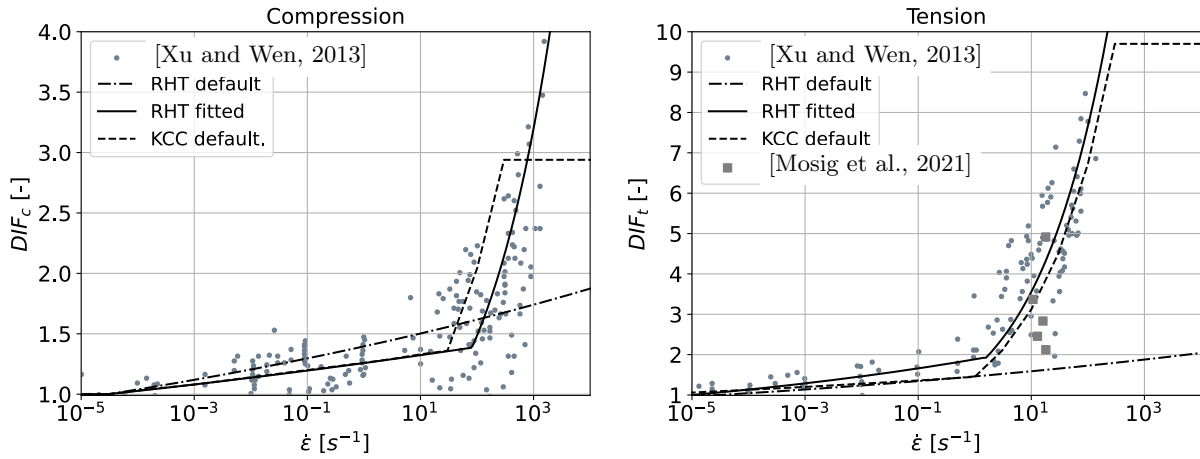 Compression
4.0
3.5
3.0
2.5
2.0
1.5
1.0
DIF_c [-]
[Xu and Wen, 2013]
RHT default
RHT fitted
KCC default.
10^−5
10^−3
10^−1
10^1
10^3
ε̇ [s^−1]
Tension
10
9
8
7
6
5
4
3
2
1
DIF_t [-]
[Xu and Wen, 2013]
RHT default
RHT fitted
KCC default
[Mosig et al., 2021]
10^−5
10^−3
10^−1
10^1
10^3
ε̇ [s^−1]